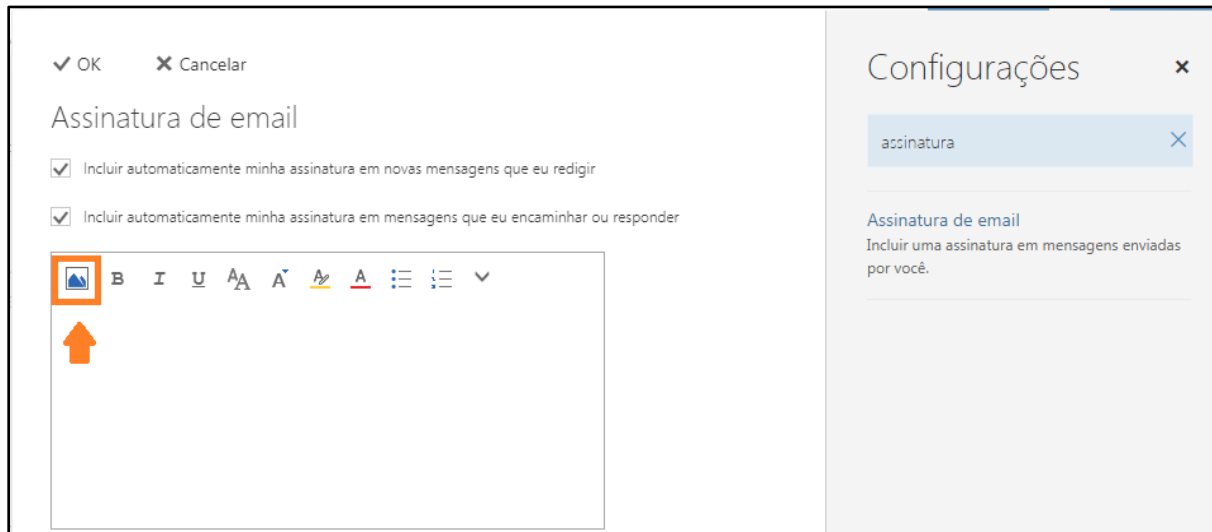 OK Cancelar
Assinatura de email
Incluir automaticamente minha assinatura em novas mensagens que eu redigir
Incluir automaticamente minha assinatura em mensagens que eu encaminhar ou responder
B I U AA A A A
Configurações
assinatura
Assinatura de email
Incluir uma assinatura em mensagens enviadas
por você.